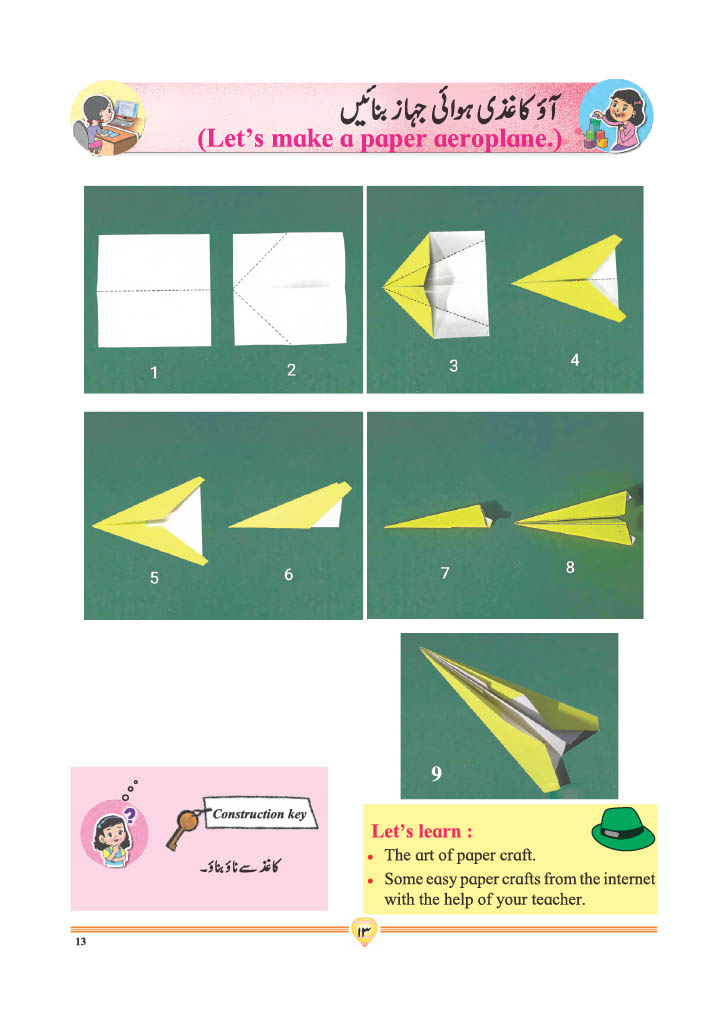 آؤ کاغذی ہوائی جہاز بنائیں
(Let's make a paper aeroplane.)
1
2
3
4
5
6
7
8
9
?
Construction key
کاغذ سے ناؤ بناؤ۔
Let's learn :
• The art of paper craft.
• Some easy paper crafts from the internet
with the help of your teacher.
۱۳
13